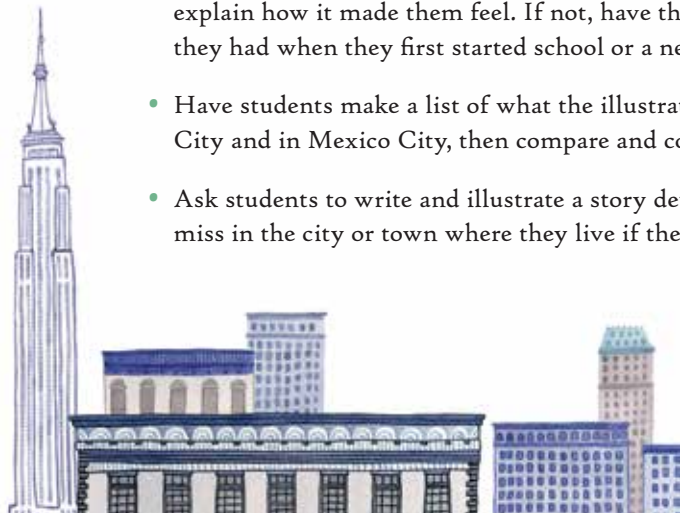 explain how it made them feel. If not, have th
they had when they first started school or a ne
• Have students make a list of what the illustrat
City and in Mexico City, then compare and co
• Ask students to write and illustrate a story de
miss in the city or town where they live if the